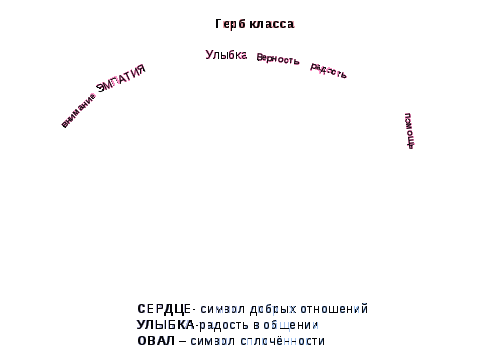 Герб класса
внимание ЭМПАТИЯ Улыбка Верность радость помощь
СЕРДЦЕ- символ добрых отношений
УЛЫБКА-радость в общении
ОВАЛ – символ сплочённости